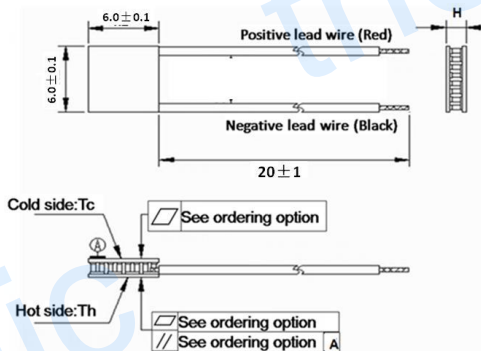 6.0±0.1
H
Positive lead wire (Red)
6.0±0.1
Negative lead wire (Black)
20±1
Cold side:Tc
See ordering option
A
Hot side:Th
See ordering option
// See ordering option A